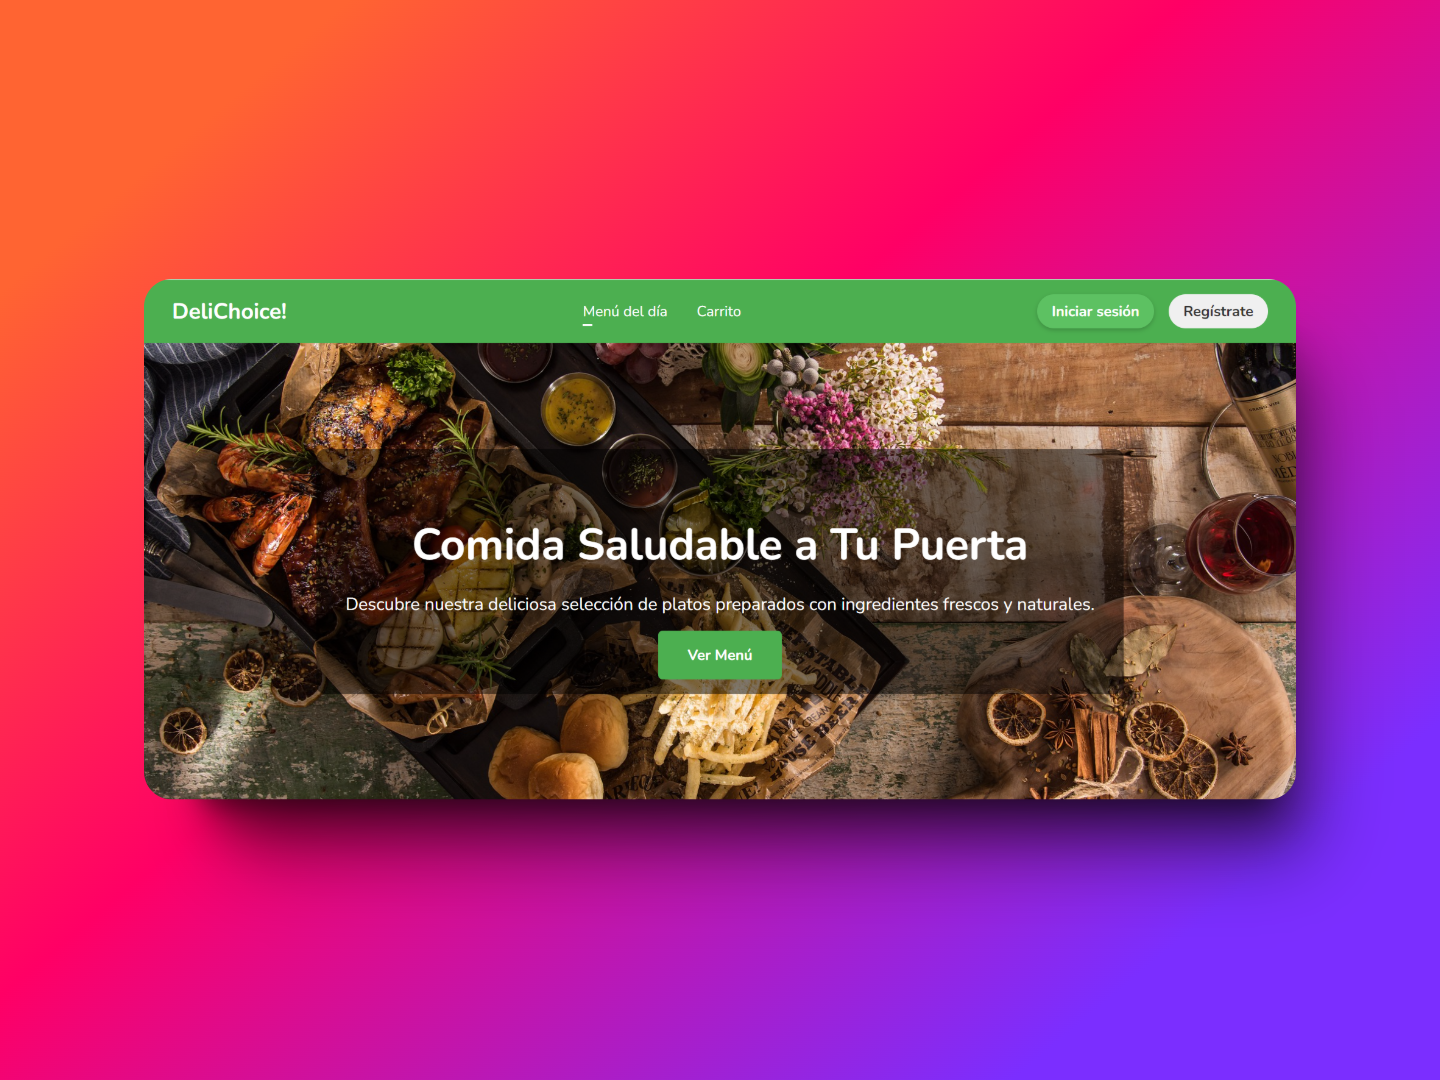 DeliChoice!
Menú del día
Carrito
Iniciar sesión
Regístrate
Comida Saludable a Tu Puerta
Descubre nuestra deliciosa selección de platos preparados con ingredientes frescos y naturales.
Ver Menú